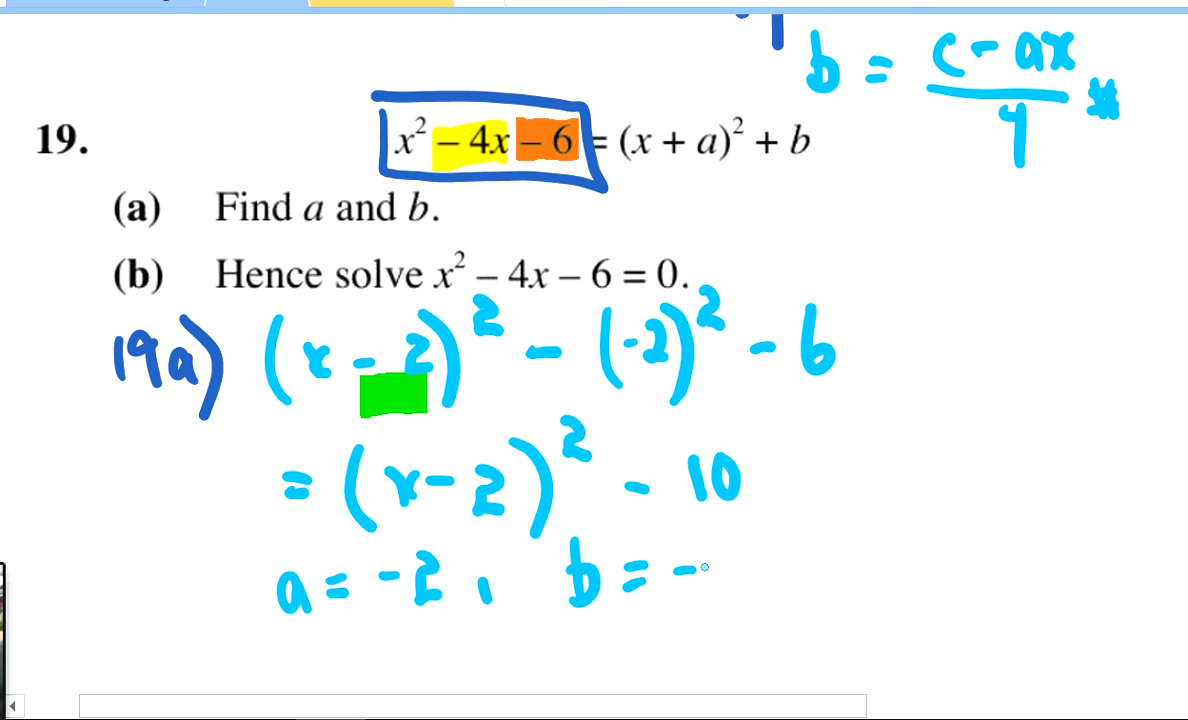 b = c - ax / 4
19. x² – 4x – 6 = (x + a)² + b
(a) Find a and b.
(b) Hence solve x² – 4x – 6 = 0.
19a) (x - 2)² - (-2)² - 6
= (x - 2)² - 10
a = -2, b = -